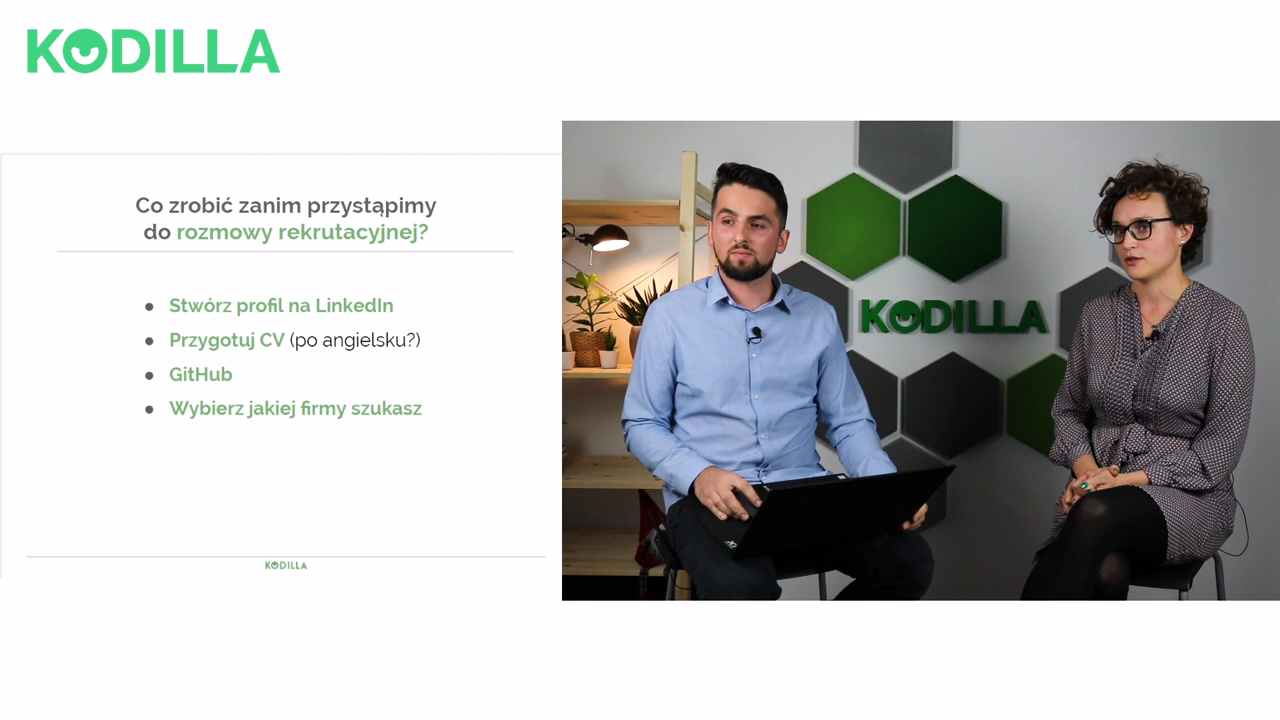 KODILLA
Co zrobić zanim przystąpimy
do rozmowy rekrutacyjnej?
● Stwórz profil na LinkedIn
● Przygotuj CV (po angielsku?)
● GitHub
● Wybierz jakiej firmy szukasz
KODILLA
KODILLA